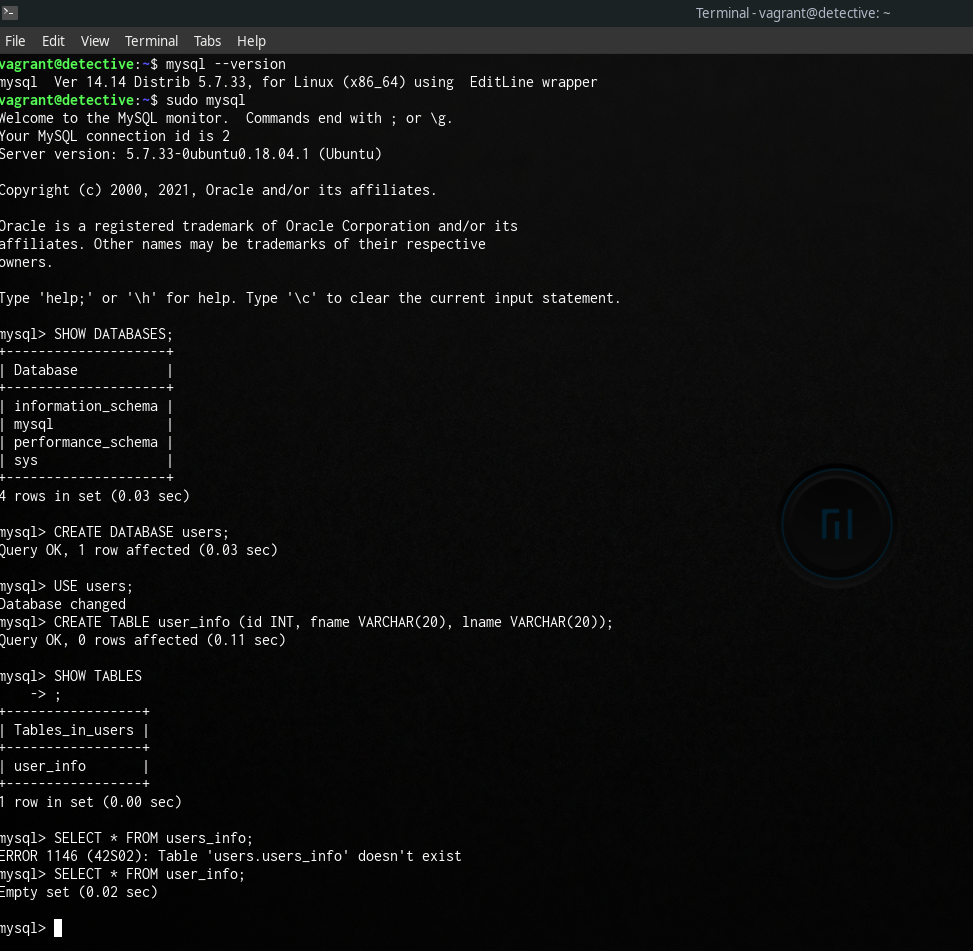 Terminal - vagrant@detective: ~
File Edit View Terminal Tabs Help
vagrant@detective:~$ mysql --version
mysql  Ver 14.14 Distrib 5.7.33, for Linux (x86_64) using  EditLine wrapper
vagrant@detective:~$ sudo mysql
Welcome to the MySQL monitor.  Commands end with ; or \g.
Your MySQL connection id is 2
Server version: 5.7.33-0ubuntu0.18.04.1 (Ubuntu)
Copyright (c) 2000, 2021, Oracle and/or its affiliates.
Oracle is a registered trademark of Oracle Corporation and/or its
affiliates. Other names may be trademarks of their respective
owners.
Type 'help;' or '\h' for help. Type '\c' to clear the current input statement.
mysql> SHOW DATABASES;
+--------------------+
| Database           |
+--------------------+
| information_schema |
| mysql              |
| performance_schema |
| sys                |
+--------------------+
4 rows in set (0.03 sec)
mysql> CREATE DATABASE users;
Query OK, 1 row affected (0.03 sec)
mysql> USE users;
Database changed
mysql> CREATE TABLE user_info (id INT, fname VARCHAR(20), lname VARCHAR(20));
Query OK, 0 rows affected (0.11 sec)
mysql> SHOW TABLES
    -> ;
+-----------------+
| Tables_in_users |
+-----------------+
| user_info       |
+-----------------+
1 row in set (0.00 sec)
mysql> SELECT * FROM users_info;
ERROR 1146 (42S02): Table 'users.users_info' doesn't exist
mysql> SELECT * FROM user_info;
Empty set (0.02 sec)
mysql>